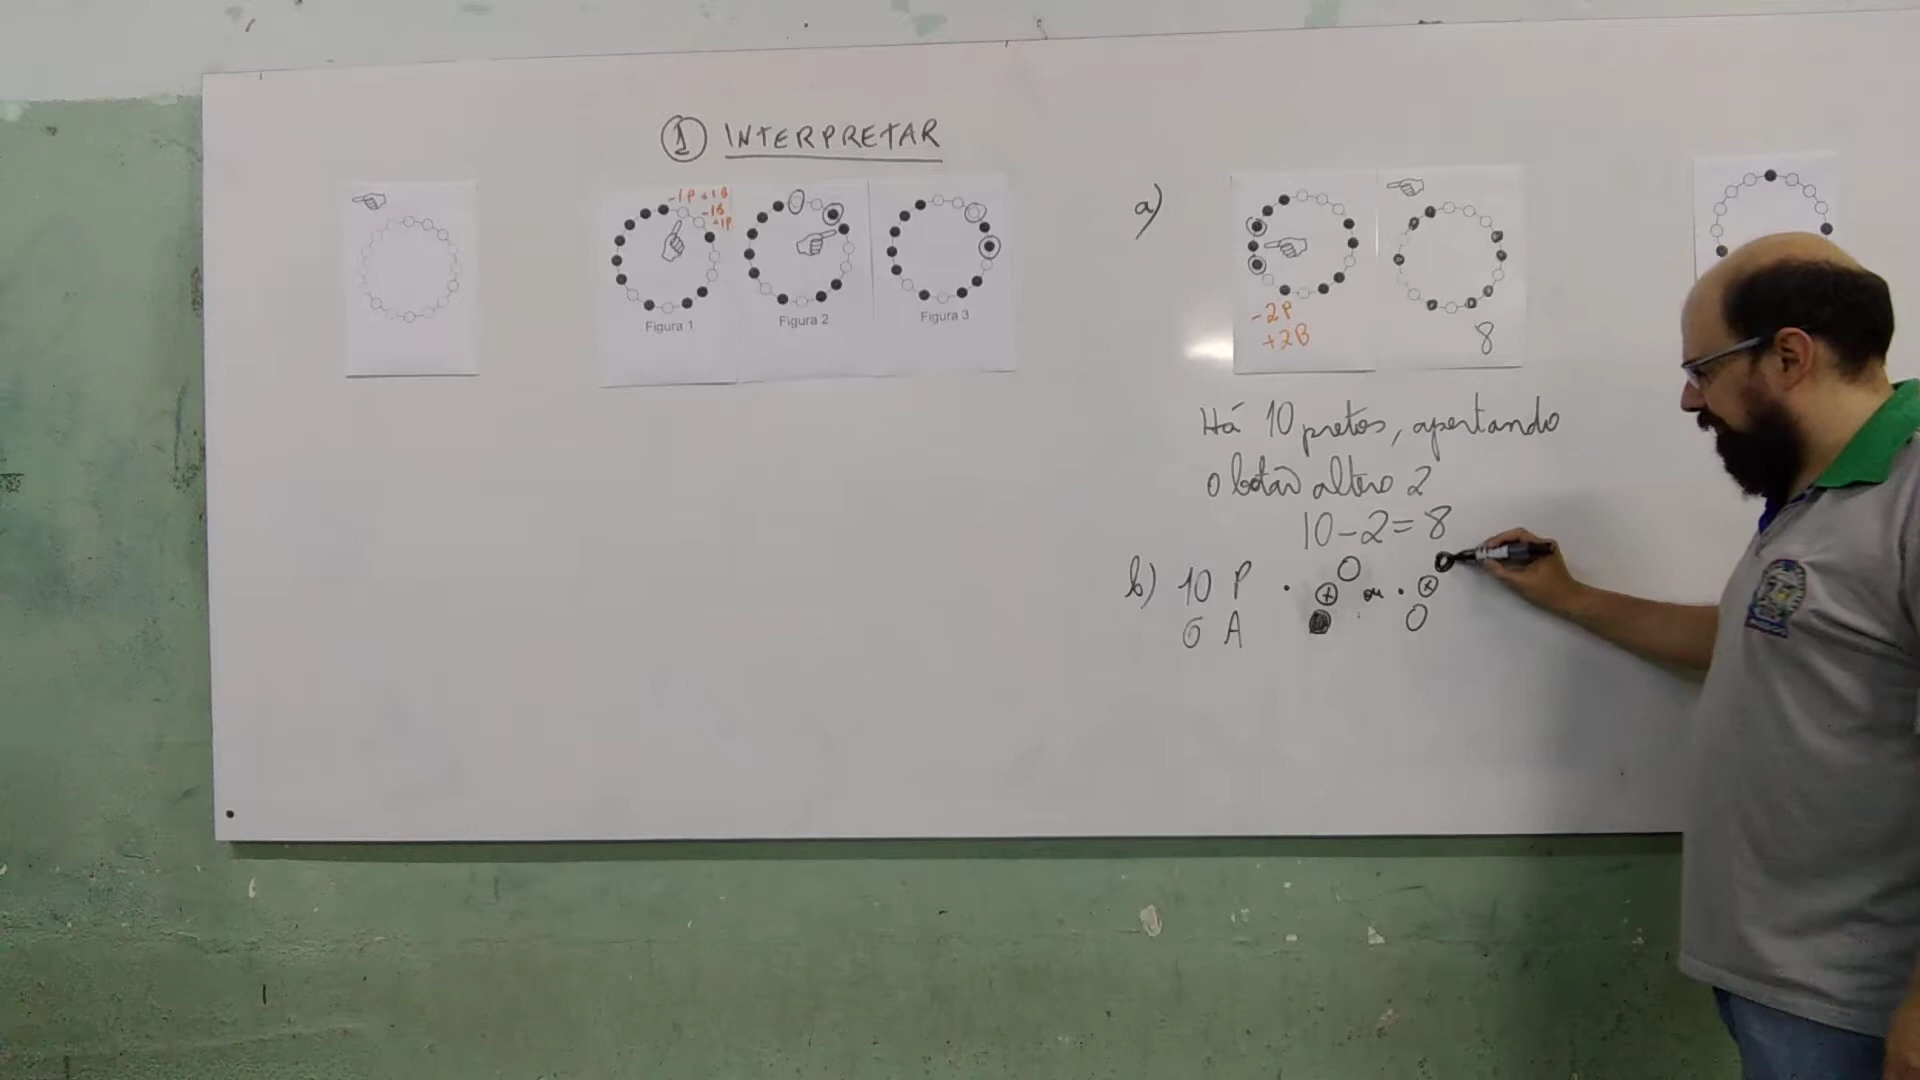 ① INTERPRETAR
-1P +1B
-1B
+1P
Figura 1
Figura 2
Figura 3
a)
-2P
+2B
8
Há 10 pretos, apertando
o botão altero 2
10-2=8
b) 10 P
6 A
ou